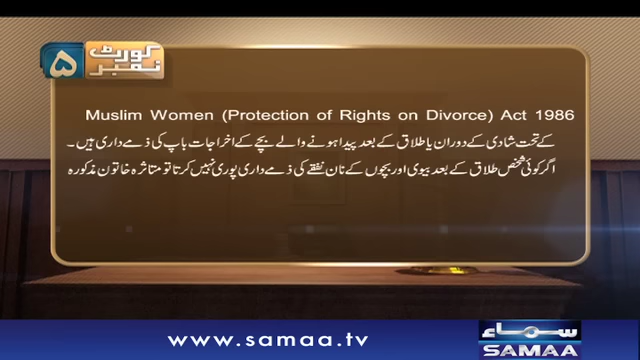 کورٹ
نمبر ۵
Muslim Women (Protection of Rights on Divorce) Act 1986
کے تحت شادی کے دوران یا طلاق کے بعد پیدا ہونے والے بچے کے اخراجات باپ کی ذمے داری ہیں۔
اگر کوئی شخص طلاق کے بعد بیوی اور بچوں کے نان نفقے کی ذمے داری پوری نہیں کرتا تو متاثرہ خاتون مذکورہ
www.samaa.tv
سماء
SAMAA